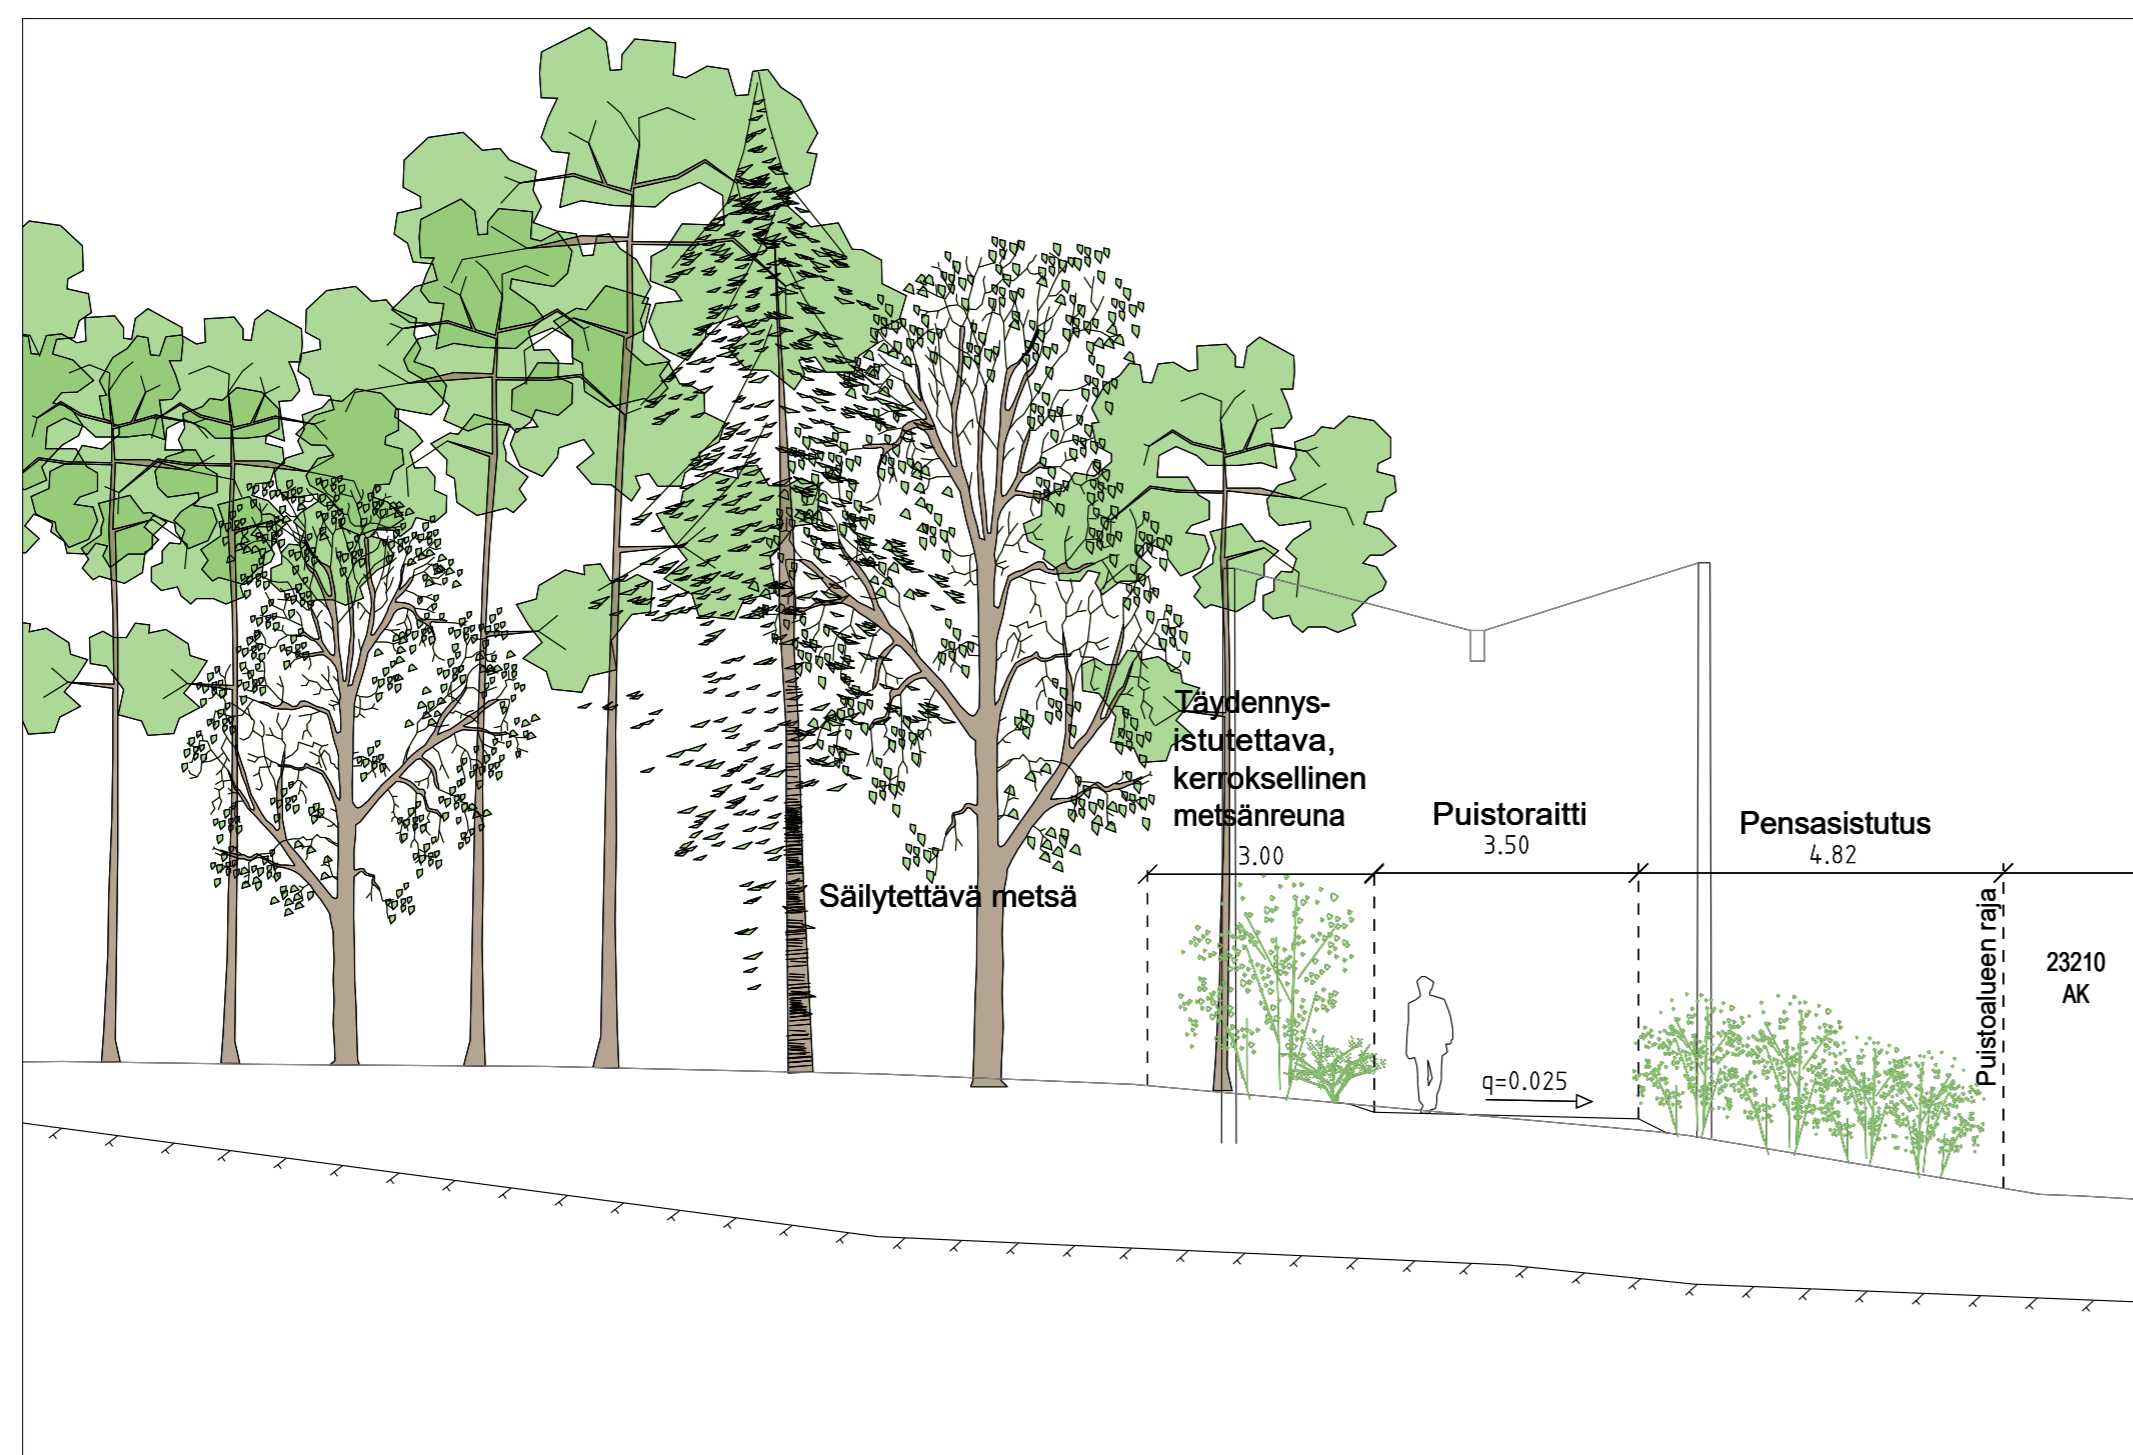 Täydennys-
istutettava,
kerroksellinen
metsänreuna
3.00
Puistoraitti
3.50
Pensasistutus
4.82
Säilytettävä metsä
Puistoalueen raja
23210
AK
q=0.025